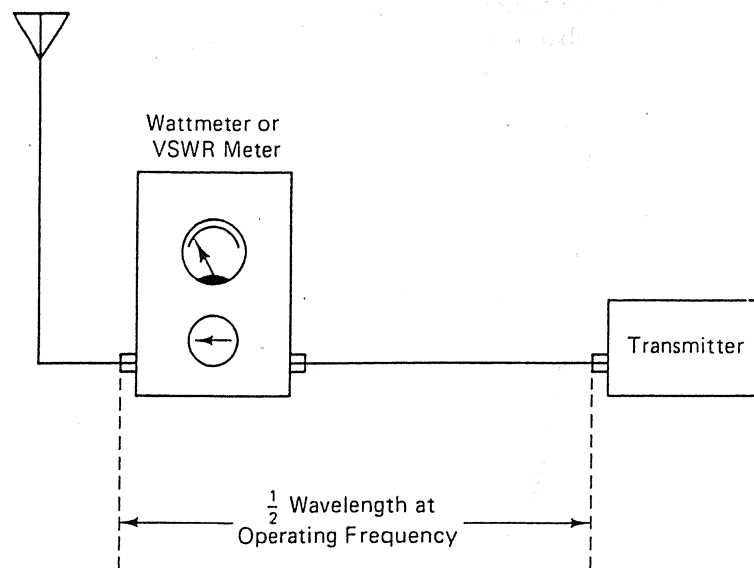 Wattmeter or
VSWR Meter
Transmitter
½ Wavelength at
Operating Frequency